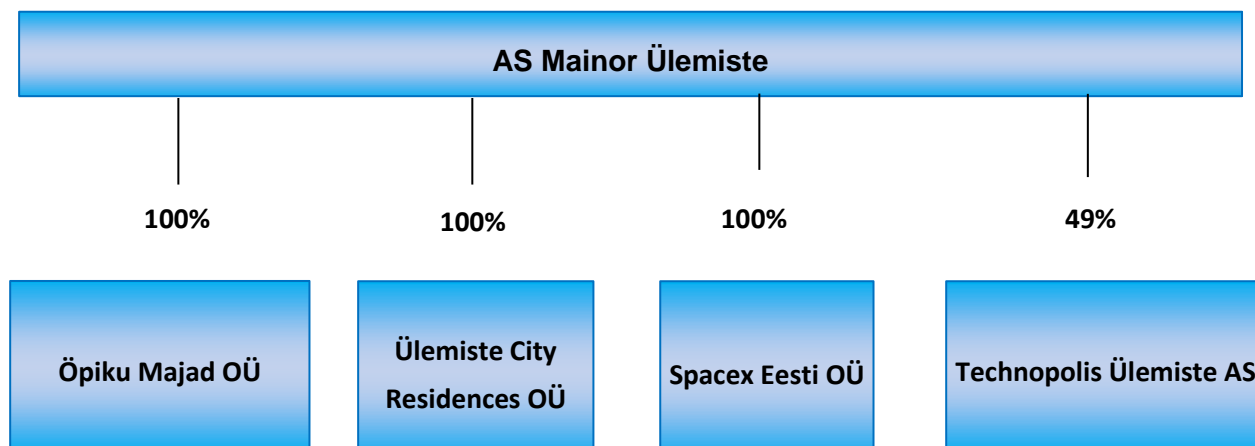 AS Mainor Ülemiste
100%
100%
100%
49%
Öpiku Majad OÜ
Ülemiste City
Residences OÜ
Spacex Eesti OÜ
Technopolis Ülemiste AS